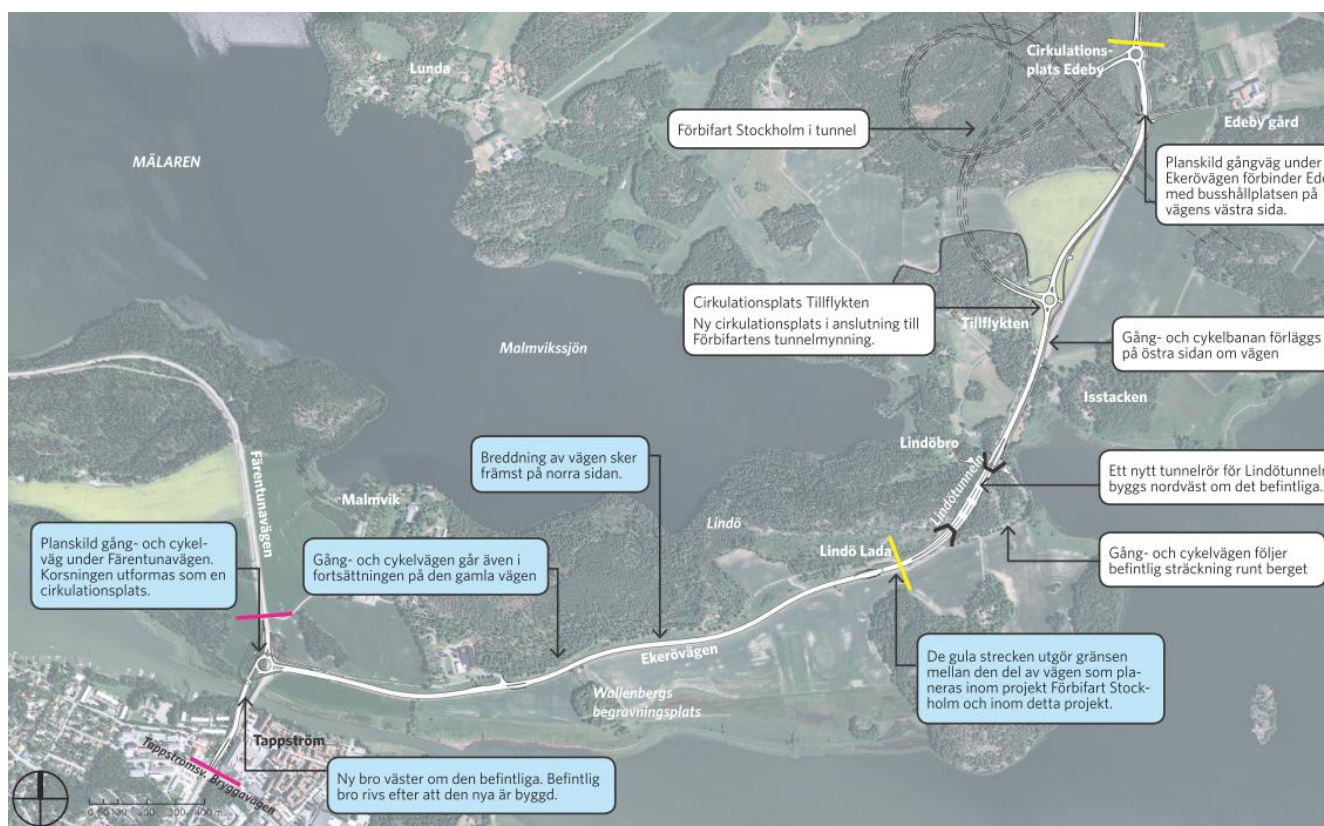 Lunda
Cirkulations-
plats Edeby
MÄLAREN
Förbifart Stockholm i tunnel
Edeby gård
Planskild gångväg under
Ekerövägen förbinder Ede
med busshållplatsen på
vägens västra sida.
Cirkulationsplats Tillflykten
Ny cirkulationsplats i anslutning till
Förbifartens tunnelmynning.
Tillflykten
Malmvikssjön
Gång- och cykelbanan förläggs
på östra sidan om vägen
Isstacken
Färentunavägen
Breddning av vägen sker
främst på norra sidan.
Lindöbro
Lindötunneln
Ett nytt tunnelrör för Lindötunneln
byggs nordväst om det befintliga.
Malmvik
Lindö
Lindö Lada
Planskild gång- och cykel-
väg under Färentunavägen.
Korsningen utformas som en
cirkulationsplats.
Gång- och cykelvägen går även i
fortsättningen på den gamla vägen
Gång- och cykelvägen följer
befintlig sträckning runt berget
Ekerövägen
De gula strecken utgör gränsen
mellan den del av vägen som pla-
neras inom projekt Förbifart Stock-
holm och inom detta projekt.
Wallenbergs
begravningsplats
Tappström
Tappströmsv.
Bryggavägen
Ny bro väster om den befintliga. Befintlig
bro rivs efter att den nya är byggd.
0 50 100 200 300 400 m